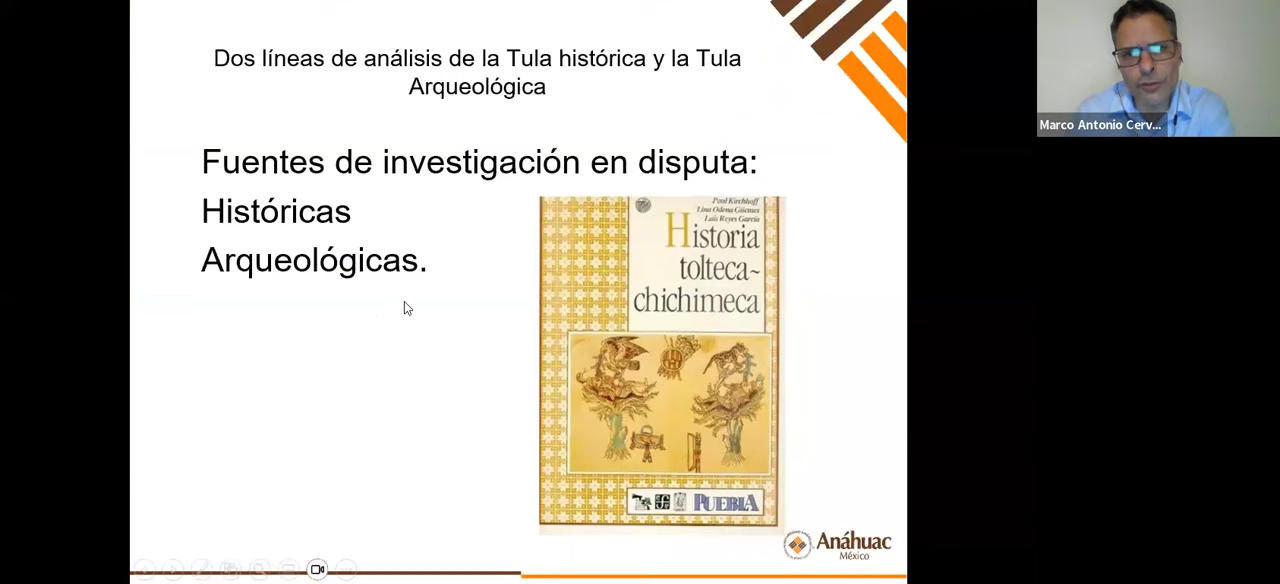 Dos líneas de análisis de la Tula histórica y la Tula
Arqueológica
Fuentes de investigación en disputa:
Históricas
Arqueológicas.
Paul Kirchhoff
Lina Odena Güemes
Luis Reyes García
Historia
tolteca~
chichimeca
PUEBLA
Anáhuac
México
Marco Antonio Cerv...